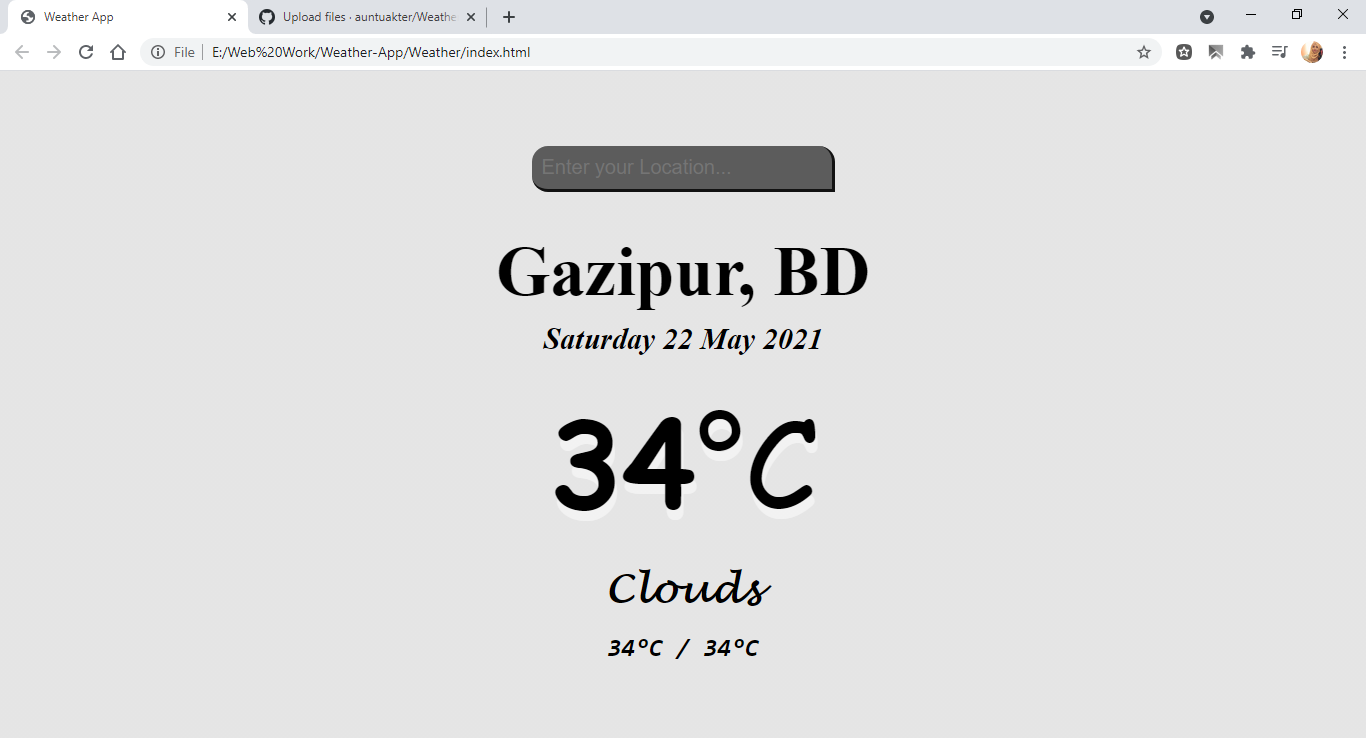 Weather App
Upload files · auntuakter/Weathe
File
E:/Web%20Work/Weather-App/Weather/index.html
Enter your Location...
Gazipur, BD
Saturday 22 May 2021
34°C
Clouds
34°C / 34°C